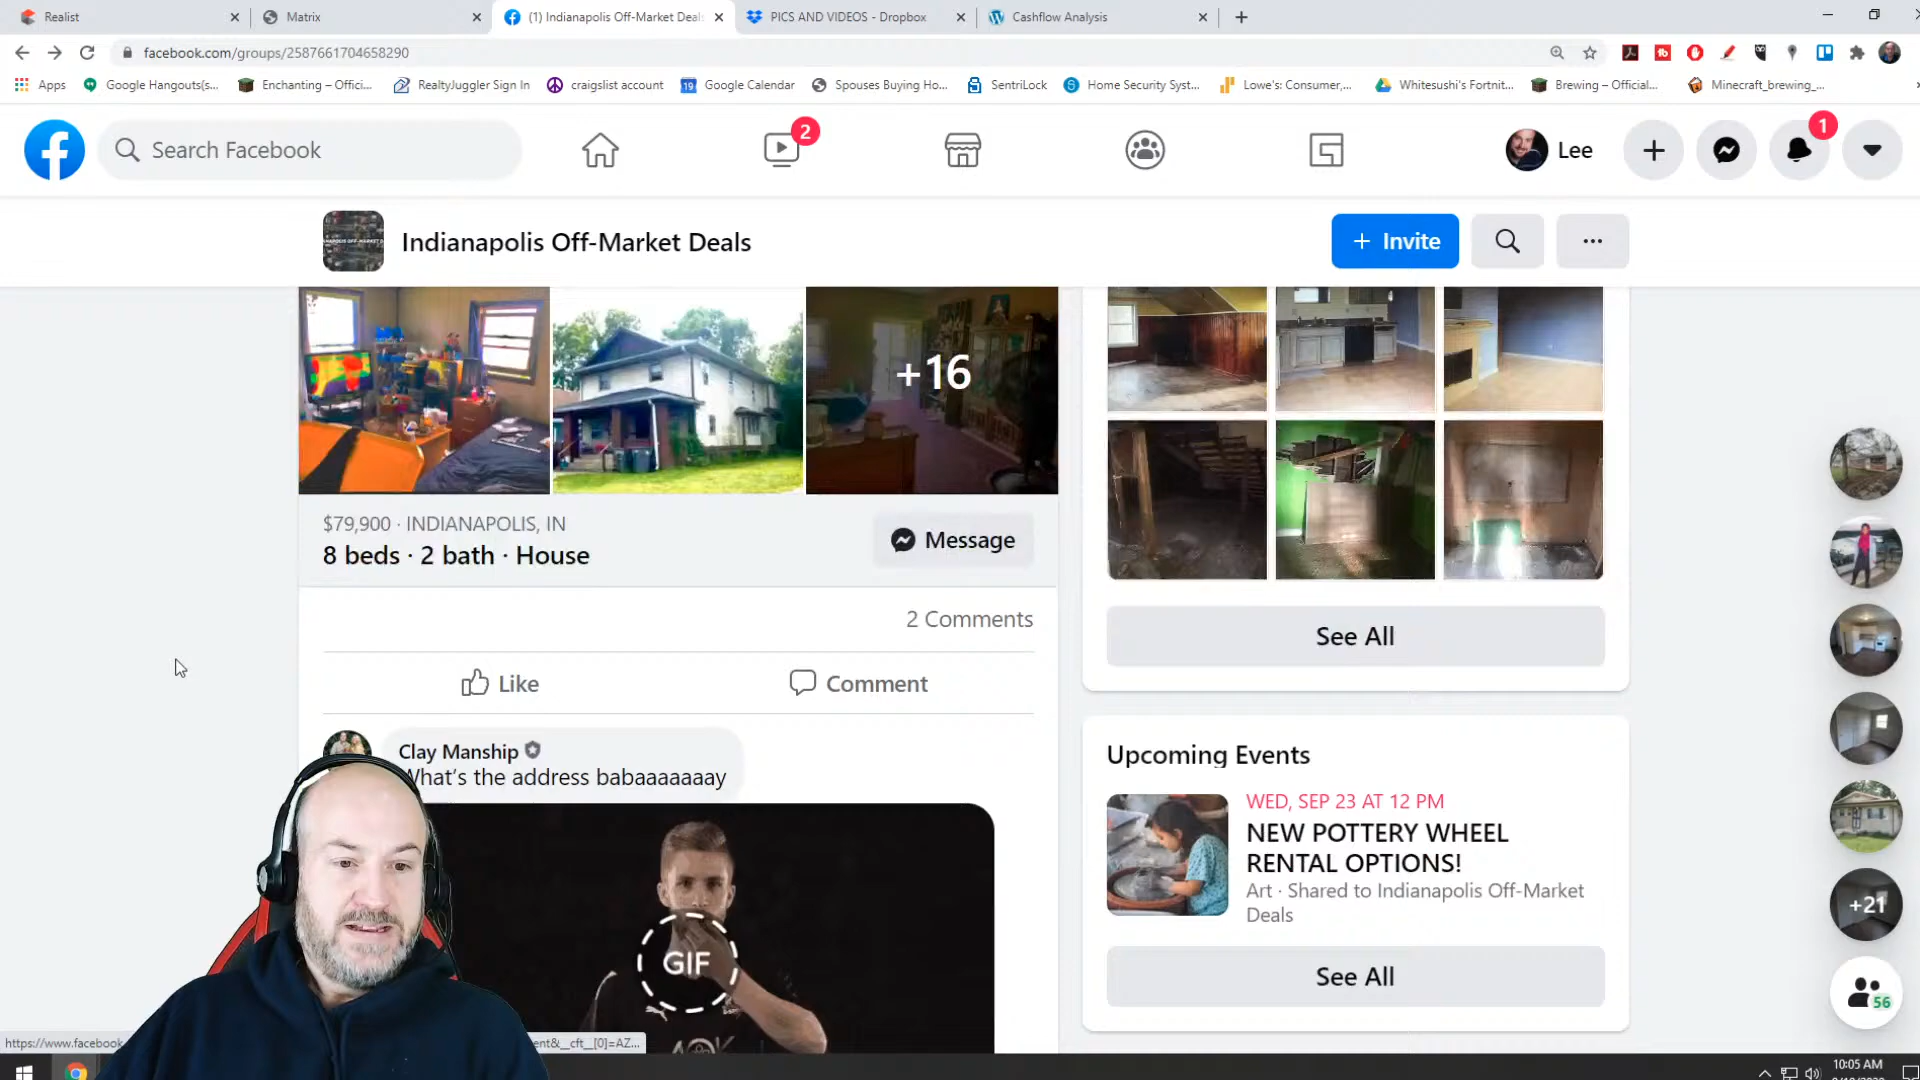 Realist
Matrix
(1) Indianapolis Off-Market Deals
PICS AND VIDEOS - Dropbox
Cashflow Analysis
facebook.com/groups/2587661704658290
Apps
Google Hangouts(s...
Enchanting – Offici...
RealtyJuggler Sign In
craigslist account
19
Google Calendar
Spouses Buying Ho...
SentriLock
Home Security Syst...
Lowe's: Consumer,...
Whitesushi's Fortnit...
Brewing – Official...
Minecraft_brewing_...
Search Facebook
2
Lee
1
Indianapolis Off-Market Deals
+ Invite
+16
$79,900 · INDIANAPOLIS, IN
8 beds · 2 bath · House
Message
2 Comments
Like
Comment
Clay Manship
What's the address babaaaaaaay
GIF
See All
Upcoming Events
WED, SEP 23 AT 12 PM
NEW POTTERY WHEEL
RENTAL OPTIONS!
Art · Shared to Indianapolis Off-Market
Deals
See All
+21
56
https://www.facebook.
ent&__cft__[0]=AZ...
10:05 AM